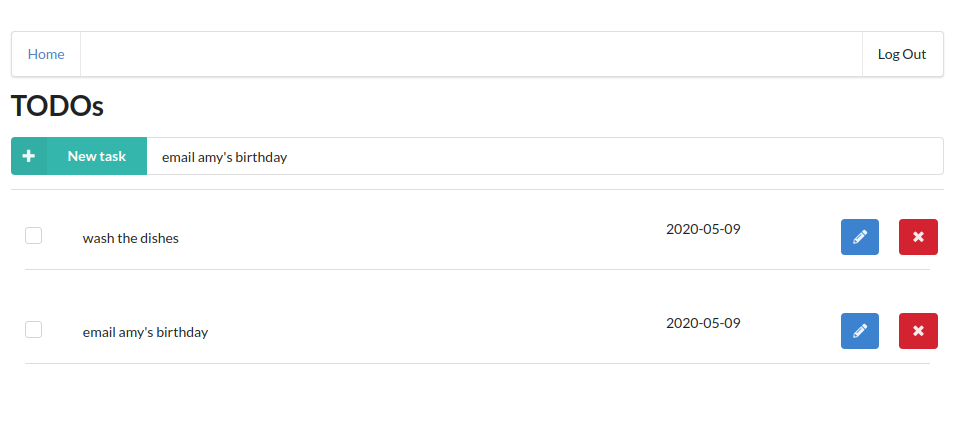 Home
Log Out
TODOs
New task
email amy's birthday
wash the dishes
2020-05-09
email amy's birthday
2020-05-09